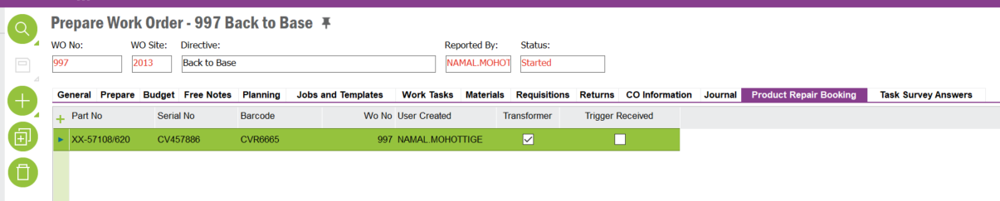 Prepare Work Order - 997 Back to Base
WO No: WO Site: Directive: Reported By: Status:
997 2013 Back to Base NAMAL.MOHOT Started
General Prepare Budget Free Notes Planning Jobs and Templates Work Tasks Materials Requisitions Returns CO Information Journal Product Repair Booking Task Survey Answers
Part No Serial No Barcode Wo No User Created Transformer Trigger Received
XX-57108/620 CV457886 CVR6665 997 NAMAL.MOHOTTIGE